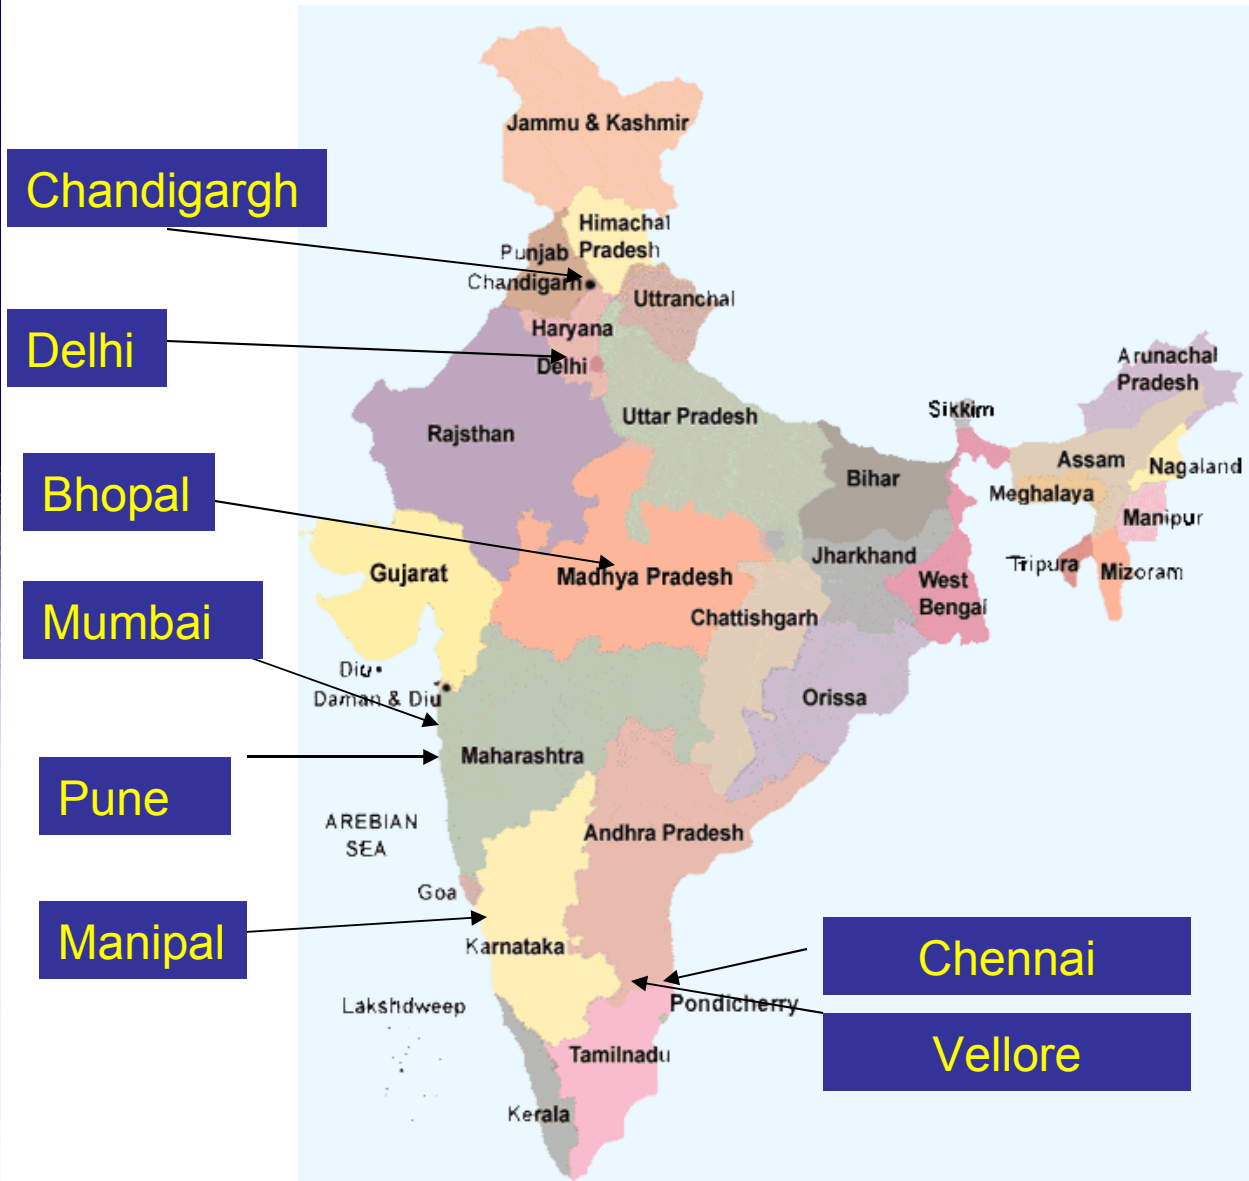 Jammu & Kashmir
Chandigargh
Himachal
Pradesh
Punjab
Chandigarh
Uttranchal
Haryana
Delhi
Delhi
Arunachal
Pradesh
Sikkim
Uttar Pradesh
Rajsthan
Assam
Nagaland
Bihar
Meghalaya
Bhopal
Manipur
Jharkhand
Tripura
Mizoram
Gujarat
Madhya Pradesh
West
Bengal
Chattishgarh
Mumbai
Diu
Daman & Diu
Orissa
Maharashtra
Pune
AREBIAN
SEA
Andhra Pradesh
Goa
Manipal
Karnataka
Chennai
Lakshdweep
Pondicherry
Vellore
Tamilnadu
Kerala